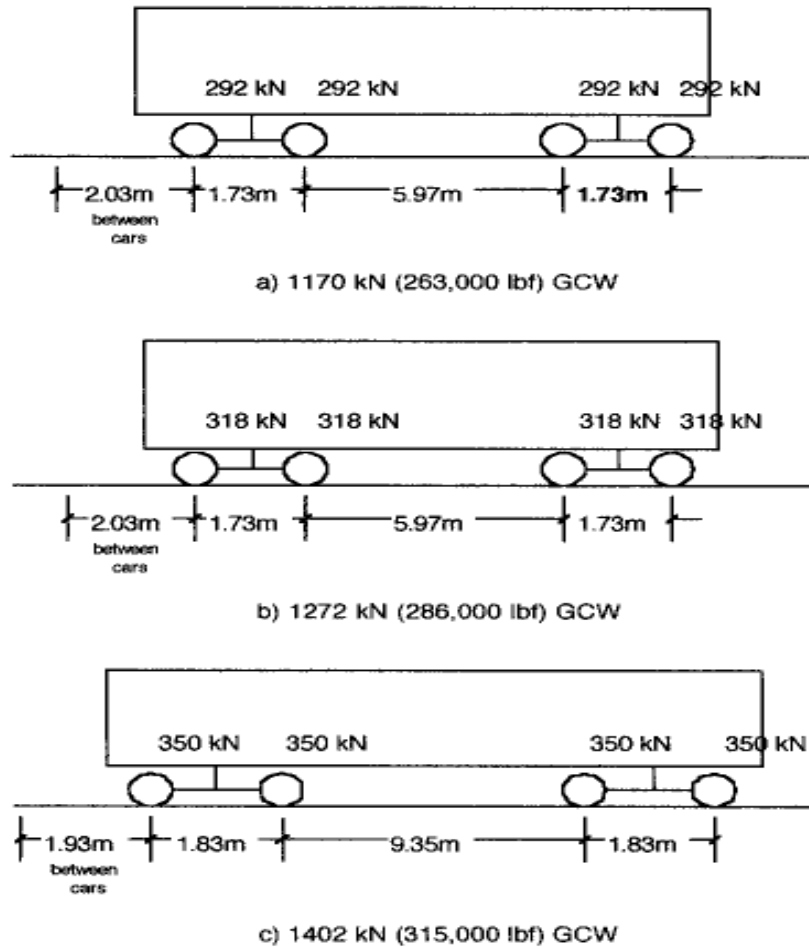 292 kN 292 kN 292 kN 292 kN
2.03m 1.73m 5.97m 1.73m
between
cars
a) 1170 kN (263,000 lbf) GCW
318 kN 318 kN 318 kN 318 kN
2.03m 1.73m 5.97m 1.73m
between
cars
b) 1272 kN (286,000 lbf) GCW
350 kN 350 kN 350 kN 350 kN
1.93m 1.83m 9.35m 1.83m
between
cars
c) 1402 kN (315,000 lbf) GCW